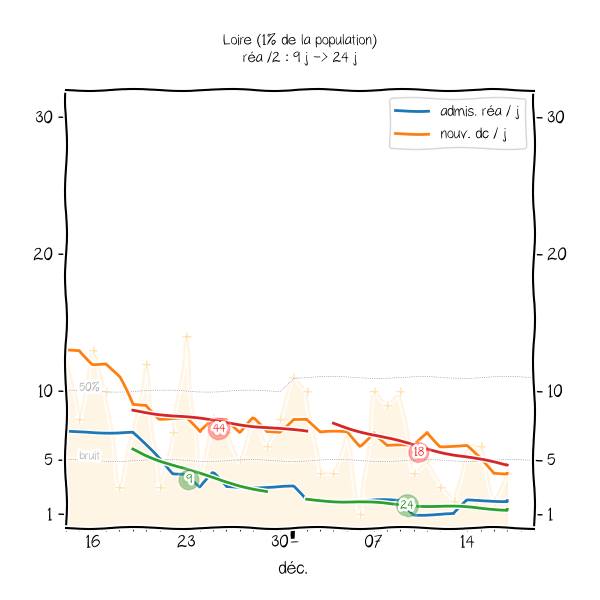 Loire (1% de la population)
réa /2 : 9 j -> 24 j
admis. réa / j
nouv. dc / j
30 30
20 20
10 10
50%
44
18
5 5
bruit
9
24
1 1
16 23 30 07 14
déc.